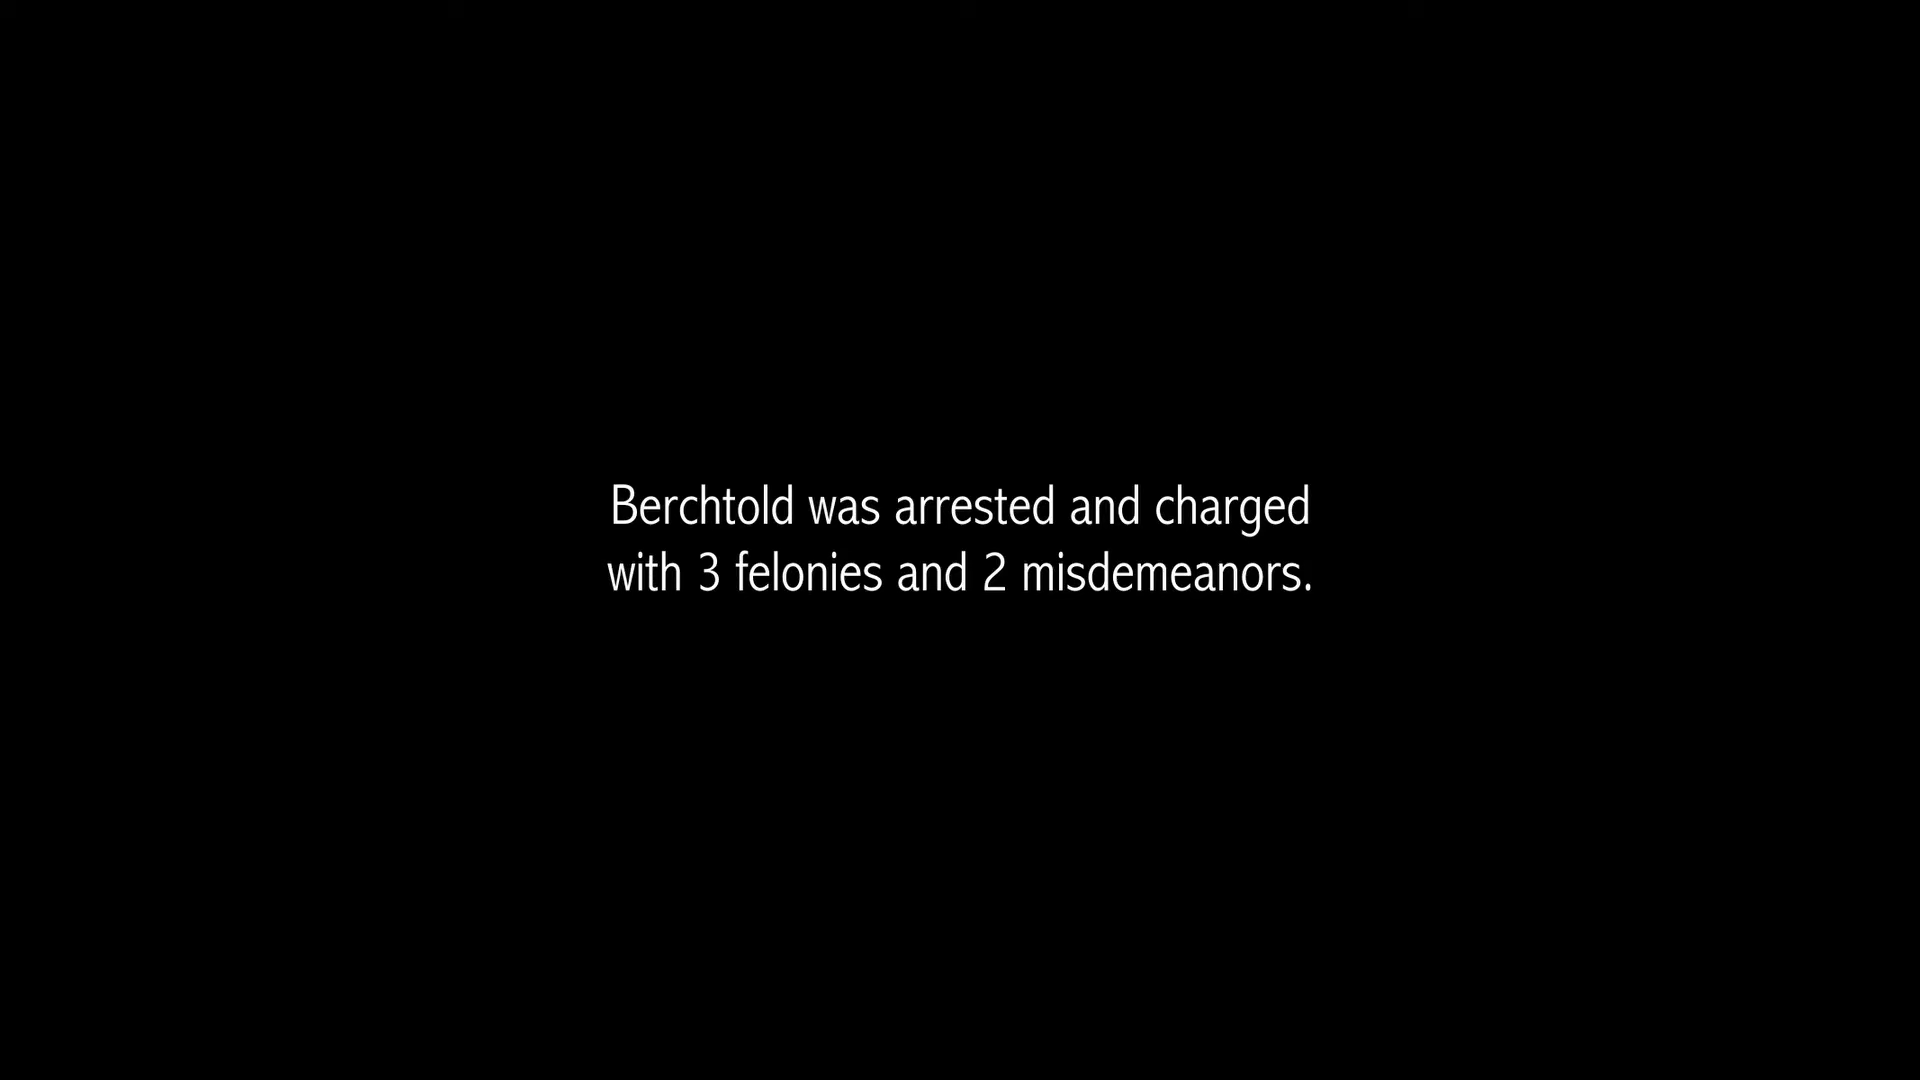 Berchtold was arrested and charged
with 3 felonies and 2 misdemeanors.